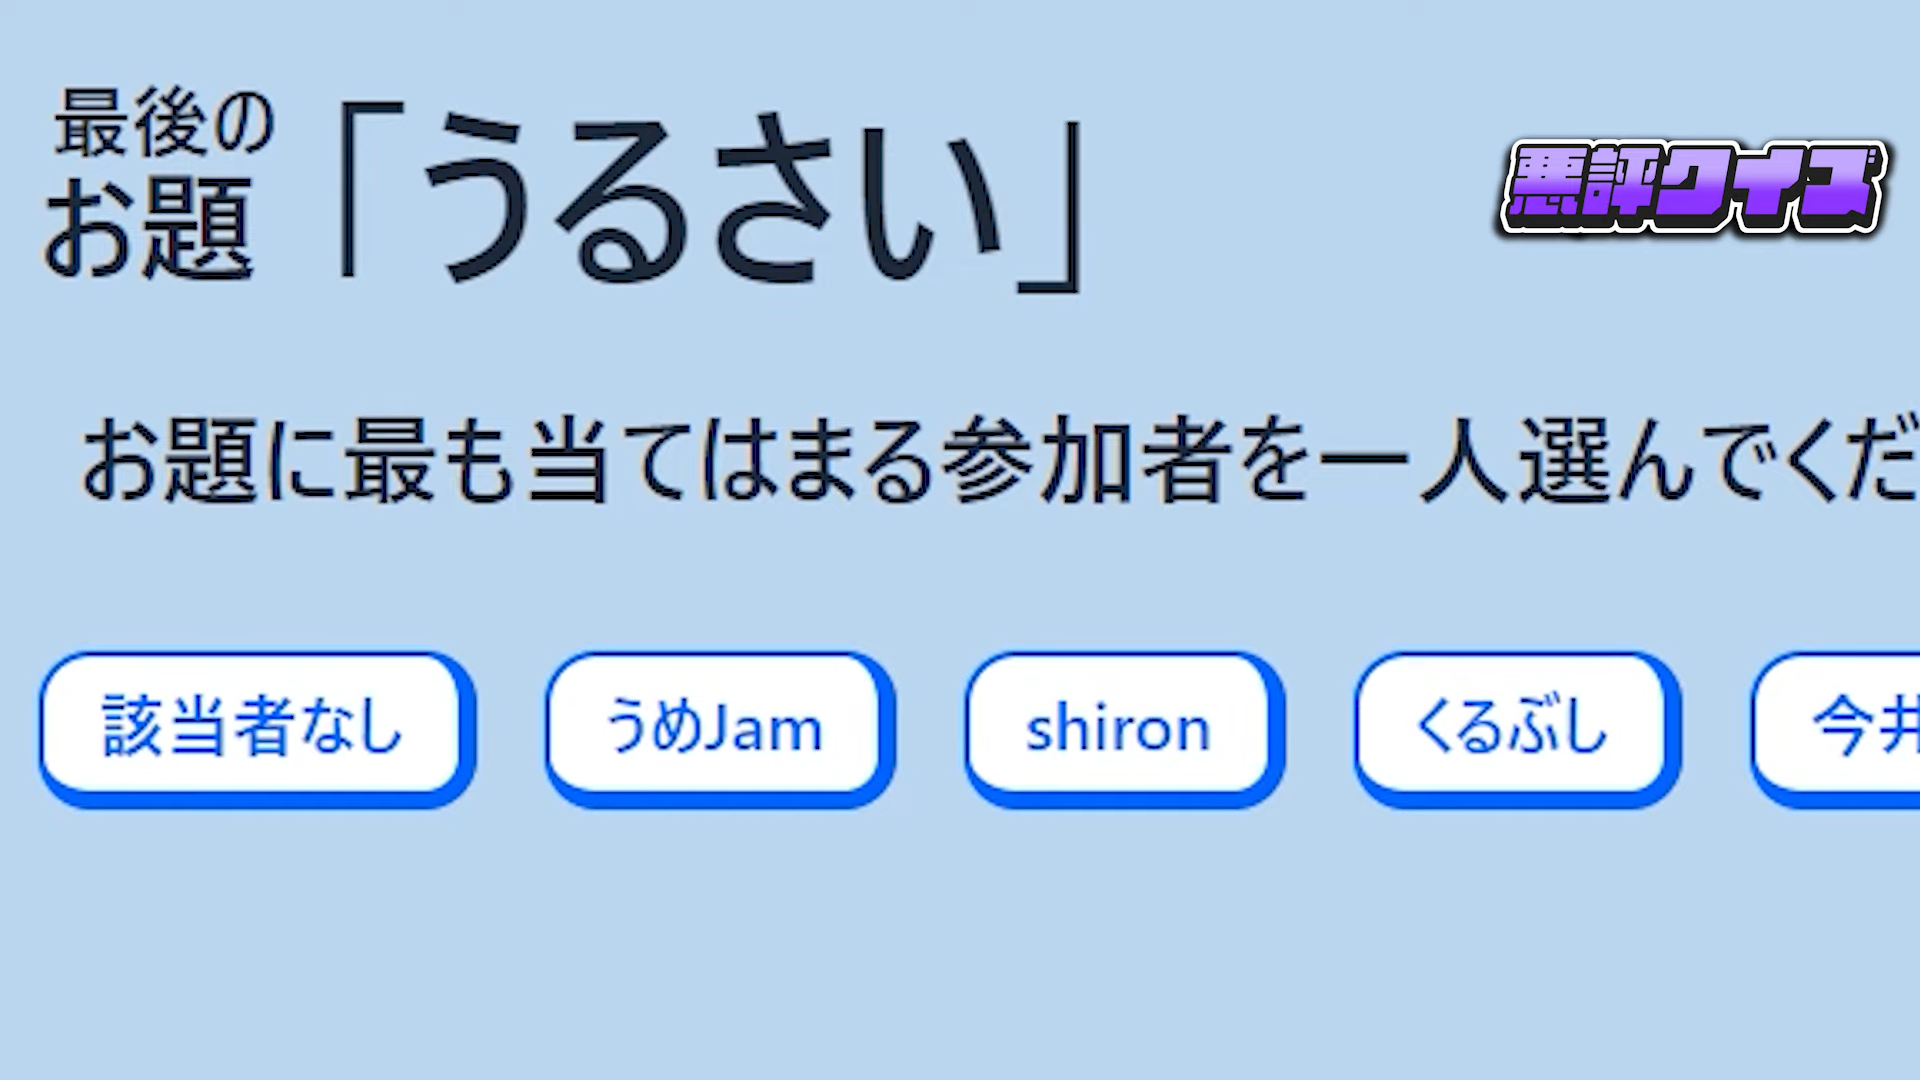 最後の
お題
「うるさい」
悪評クイズ
お題に最も当てはまる参加者を一人選んでくだ
該当者なし
うめJam
shiron
くるぶし
今井